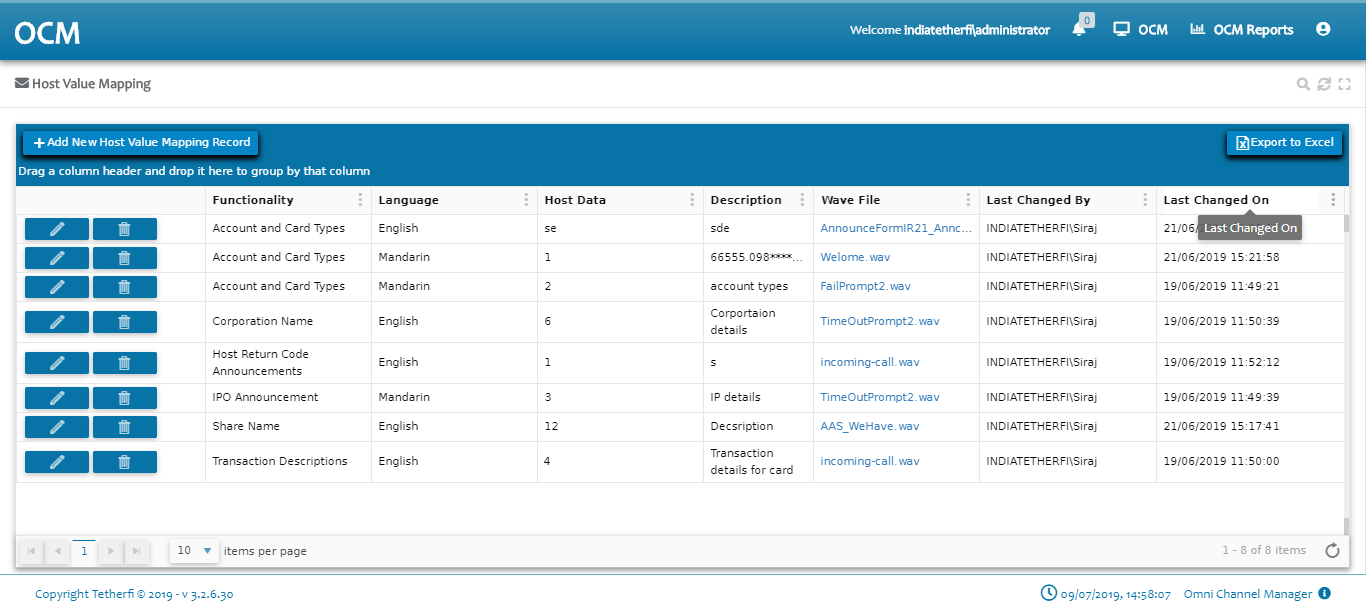 OCM
Welcome indiatetherfi\administrator
0
OCM
OCM Reports
Host Value Mapping
Add New Host Value Mapping Record
Export to Excel
Drag a column header and drop it here to group by that column
Functionality Language Host Data Description Wave File Last Changed By Last Changed On
Account and Card Types English se sde AnnounceFormIR21_Annc... INDIATETHERFI\Siraj 21/06/
Last Changed On
Account and Card Types Mandarin 1 66555.098****... Welome.wav INDIATETHERFI\Siraj 21/06/2019 15:21:58
Account and Card Types Mandarin 2 account types FailPrompt2.wav INDIATETHERFI\Siraj 19/06/2019 11:49:21
Corporation Name English 6 Corportaion details TimeOutPrompt2.wav INDIATETHERFI\Siraj 19/06/2019 11:50:39
Host Return Code Announcements English 1 s incoming-call.wav INDIATETHERFI\Siraj 19/06/2019 11:52:12
IPO Announcement Mandarin 3 IP details TimeOutPrompt2.wav INDIATETHERFI\Siraj 19/06/2019 11:49:39
Share Name English 12 Decsription AAS_WeHave.wav INDIATETHERFI\Siraj 21/06/2019 15:17:41
Transaction Descriptions English 4 Transaction details for card incoming-call.wav INDIATETHERFI\Siraj 19/06/2019 11:50:00
1
10
items per page
1 - 8 of 8 items
Copyright Tetherfi © 2019 - v 3.2.6.30
09/07/2019, 14:58:07
Omni Channel Manager